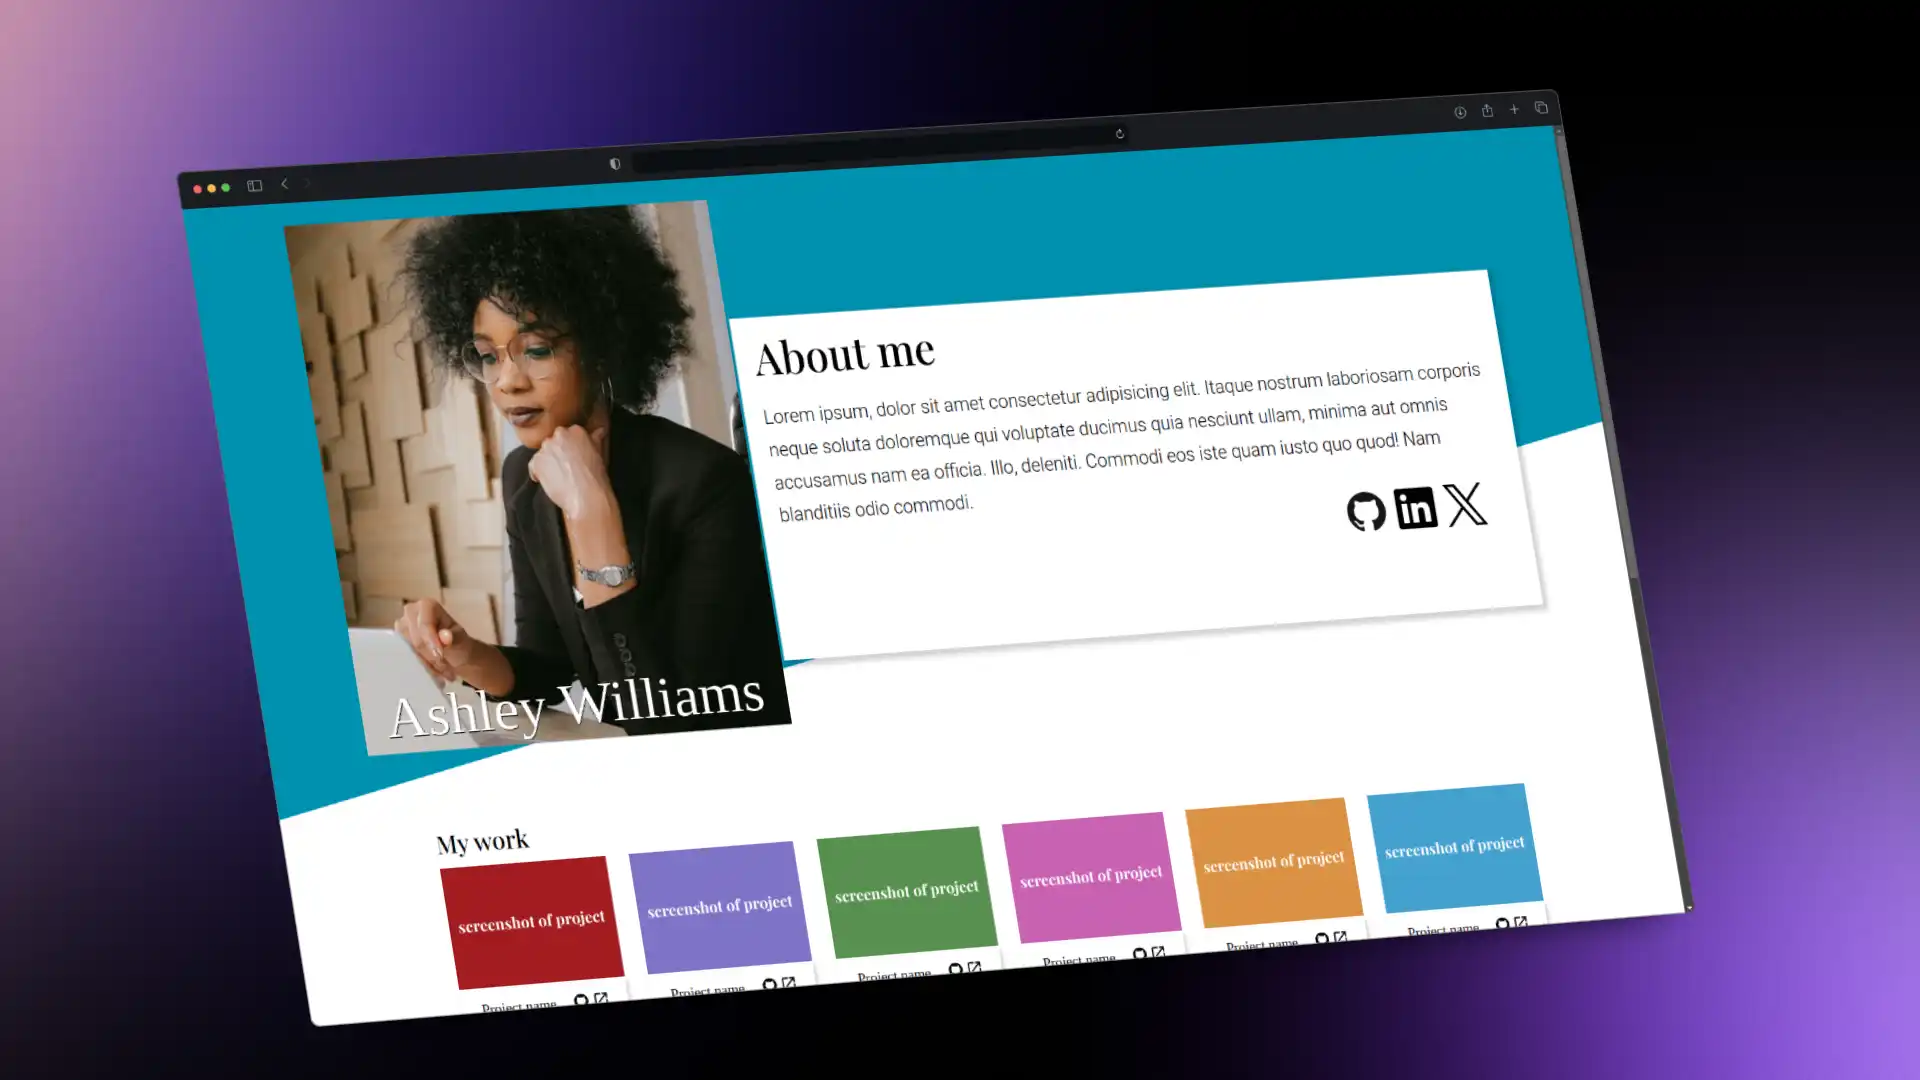 About me
Lorem ipsum, dolor sit amet consectetur adipisicing elit. Itaque nostrum laboriosam corporis
neque soluta doloremque qui voluptate ducimus quia nesciunt ullam, minima aut omnis
accusamus nam ea officia. Illo, deleniti. Commodi eos iste quam iusto quo quod! Nam
blanditiis odio commodi.
in
Ashley Williams
My work
screenshot of project
screenshot of project
screenshot of project
screenshot of project
screenshot of project
screenshot of project
Project name
Project name
Project name
Project name
Project name
Project name